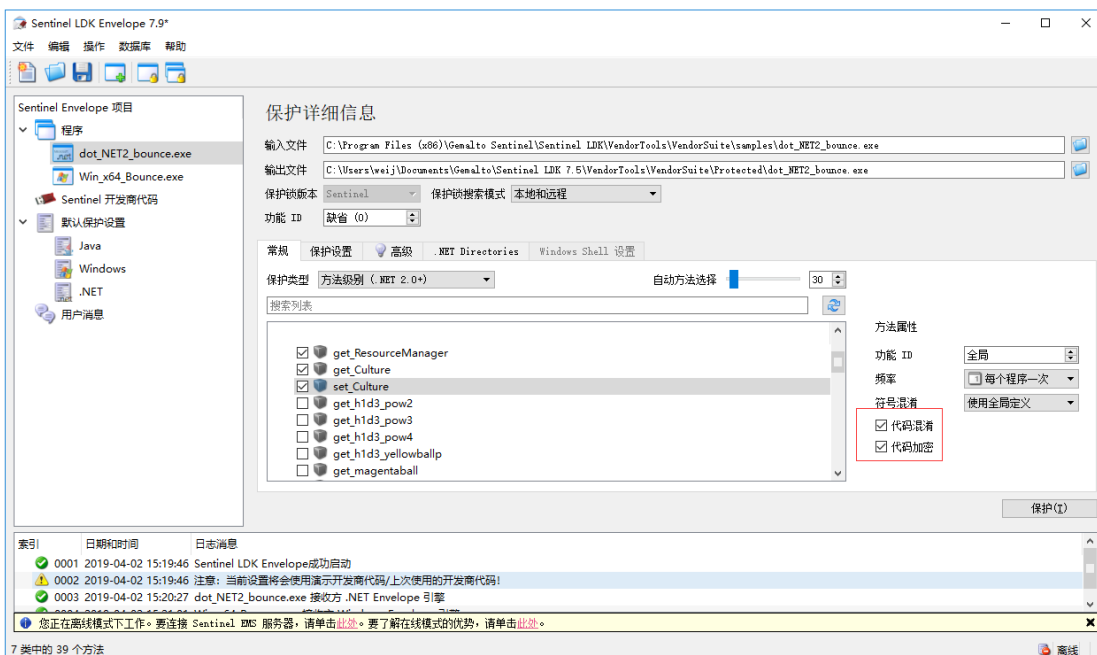 Sentinel LDK Envelope 7.9*
文件 编辑 操作 数据库 帮助
Sentinel Envelope 项目
程序
dot_NET2_bounce.exe
Win_x64_Bounce.exe
Sentinel 开发商代码
默认保护设置
Java
Windows
.NET
用户消息
保护详细信息
输入文件 C:\Program Files (x86)\Gemalto Sentinel\Sentinel LDK\VendorTools\VendorSuite\samples\dot_NET2_bounce.exe
输出文件 C:\Users\weij\Documents\Gemalto\Sentinel LDK 7.5\VendorTools\VendorSuite\Protected\dot_NET2_bounce.exe
保护锁版本 Sentinel 保护锁搜索模式 本地和远程
功能 ID 缺省 (0)
常规 保护设置 高级 .NET Directories Windows Shell 设置
保护类型 方法级别 (.NET 2.0+) 自动方法选择 30
搜索列表
get_ResourceManager
get_Culture
set_Culture
get_h1d3_pow2
get_h1d3_pow3
get_h1d3_pow4
get_h1d3_yellowballp
get_magentaball
方法属性
功能 ID 全局
频率 每个程序一次
符号混淆 使用全局定义
代码混淆
代码加密
保护(I)
索引 日期和时间 日志消息
0001 2019-04-02 15:19:46 Sentinel LDK Envelope成功启动
0002 2019-04-02 15:19:46 注意: 当前设置将会使用演示开发商代码/上次使用的开发商代码!
0003 2019-04-02 15:20:27 dot_NET2_bounce.exe 接收方 .NET Envelope 引擎
您正在离线模式下工作。要连接 Sentinel EMS 服务器,请单击此处。要了解在线模式的优势,请单击此处。
7 类中的 39 个方法
离线